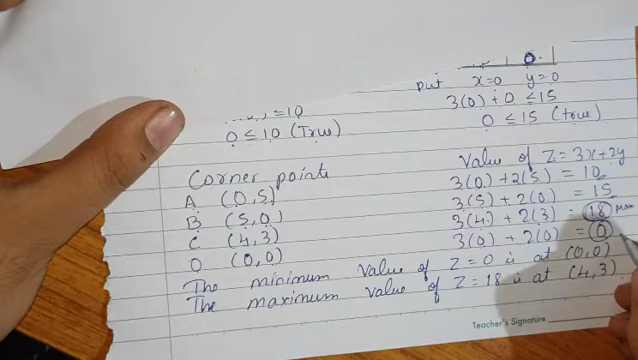 0.
Put x=0 y=0
=10 3(0)+0 ≤15
0 ≤ 10 (True) 0 ≤ 15 (true)
Corner points Value of Z = 3x+2y
A (0,5) 3(0)+2(5) = 10
B (5,0) 3(5)+2(0) = 15
C (4,3) 3(4)+2(3) = 18 Max
O (0,0) 3(0)+2(0) = 0
The minimum value of Z=0 is at (0,0)
The maximum value of Z=18 is at (4,3).
Teacher's Signature